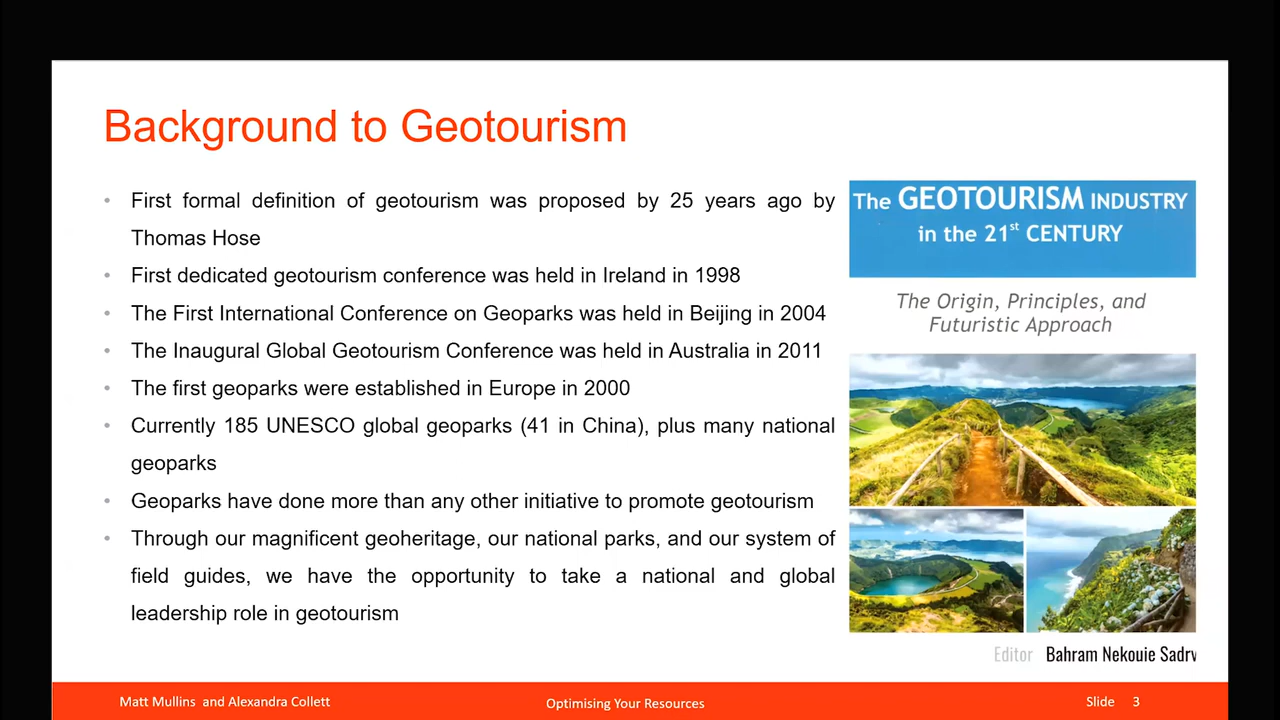 Background to Geotourism
First formal definition of geotourism was proposed by 25 years ago by
Thomas Hose
First dedicated geotourism conference was held in Ireland in 1998
The First International Conference on Geoparks was held in Beijing in 2004
The Inaugural Global Geotourism Conference was held in Australia in 2011
The first geoparks were established in Europe in 2000
Currently 185 UNESCO global geoparks (41 in China), plus many national
geoparks
Geoparks have done more than any other initiative to promote geotourism
Through our magnificent geoheritage, our national parks, and our system of
field guides, we have the opportunity to take a national and global
leadership role in geotourism
The GEOTOURISM INDUSTRY
in the 21st CENTURY
The Origin, Principles, and
Futuristic Approach
Editor Bahram Nekouie Sadrv
Matt Mullins and Alexandra Collett
Optimising Your Resources
Slide 3